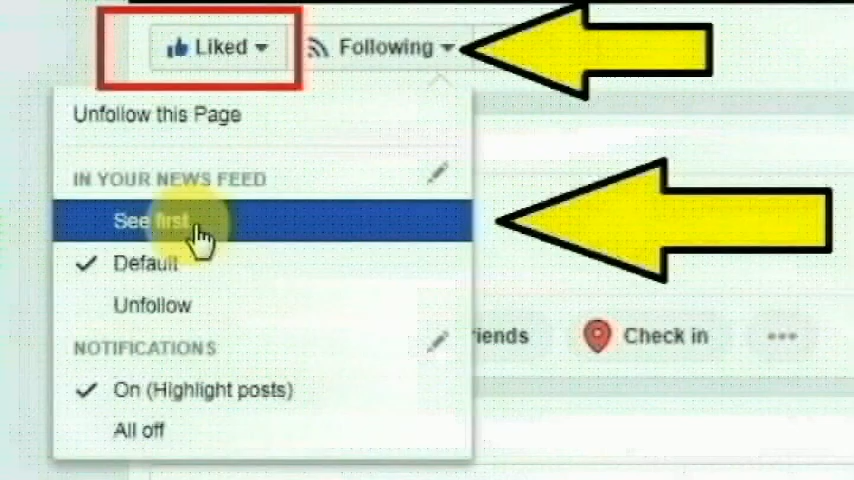 Liked Following
Unfollow this Page
IN YOUR NEWS FEED
See first
Default
Unfollow
riends Check in
NOTIFICATIONS
On (Highlight posts)
All off